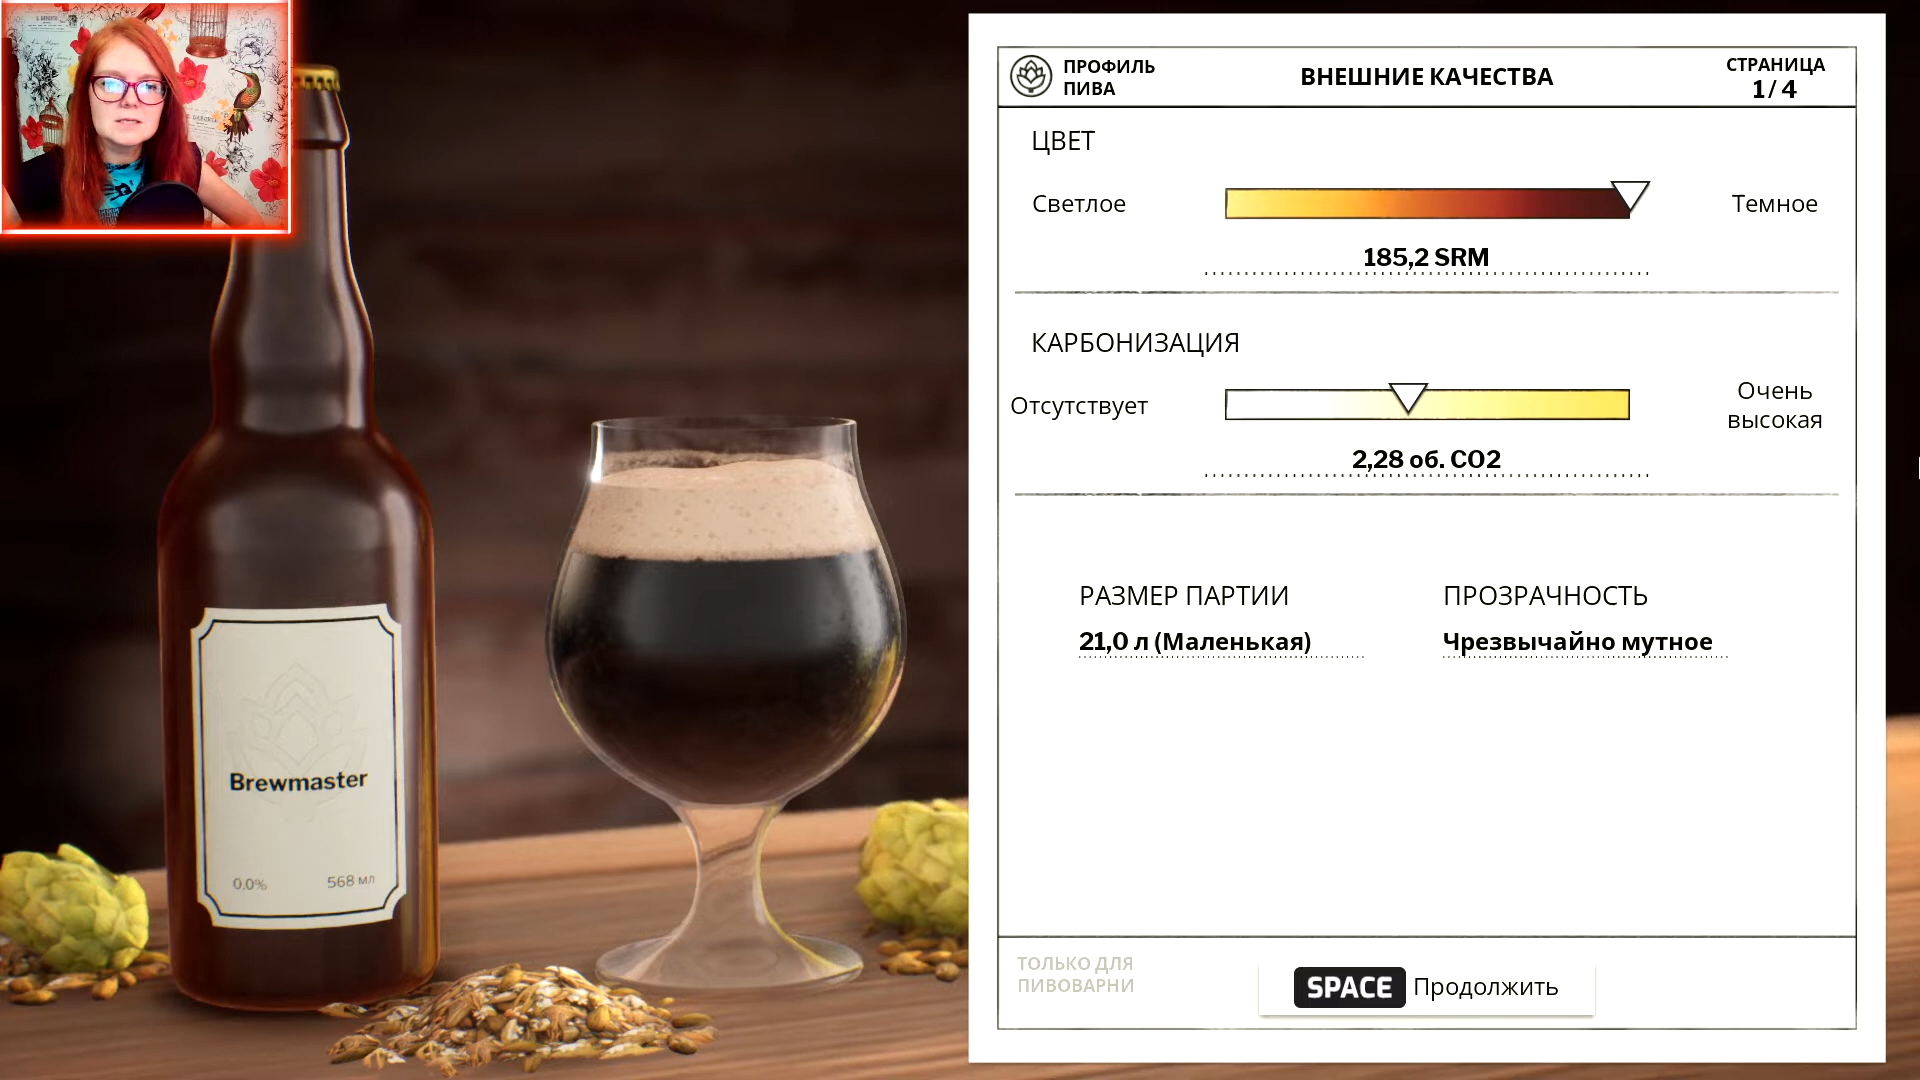 ПРОФИЛЬ
ПИВА
ВНЕШНИЕ КАЧЕСТВА
СТРАНИЦА
1 / 4
ЦВЕТ
Светлое
Темное
185,2 SRM
КАРБОНИЗАЦИЯ
Отсутствует
Очень
высокая
2,28 об. CO2
РАЗМЕР ПАРТИИ
ПРОЗРАЧНОСТЬ
21,0 л (Маленькая)
Чрезвычайно мутное
Brewmaster
0,0%
568 мл
ТОЛЬКО ДЛЯ
ПИВОВАРНИ
SPACE Продолжить